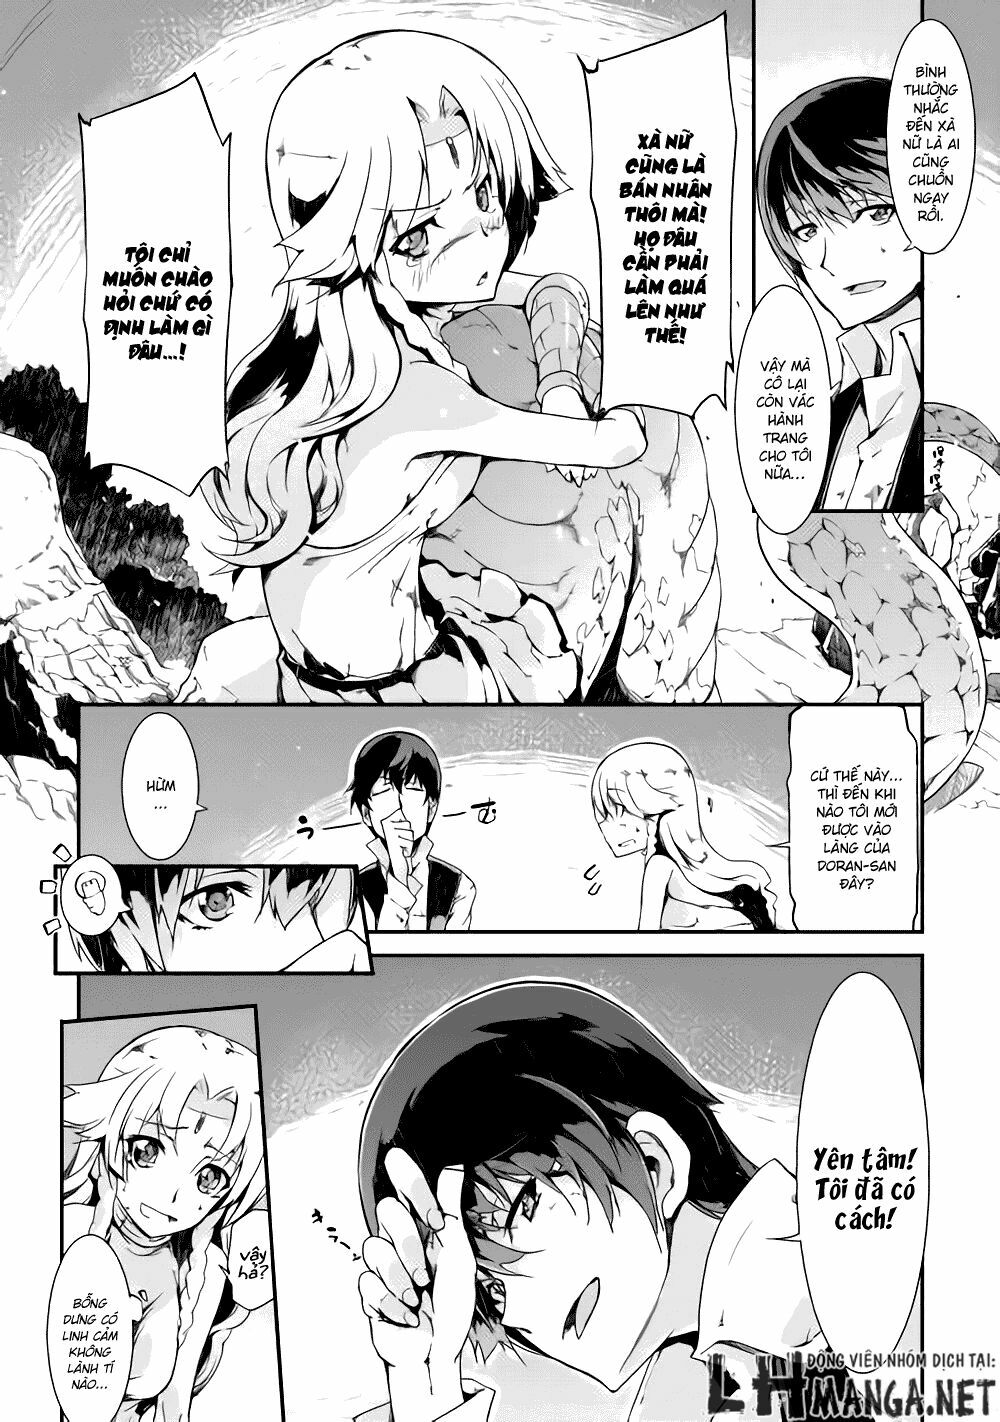 BÌNH
THƯỜNG
NHẮC
ĐẾN XÀ
NỮ LÀ AI
CŨNG
CHUỒN
NGAY
RỒI.
VẬY MÀ
CÔ LẠI
CÒN VÁC
HÀNH
TRANG
CHO TÔI
NỮA...
XÀ NỮ
CŨNG LÀ
BÁN NHÂN
THÔI MÀ!
HỌ ĐÂU
CẦN PHẢI
LÀM QUÁ
LÊN NHƯ
THẾ!
TÔI CHỈ
MUỐN CHÀO
HỎI CHỨ CÓ
ĐỊNH LÀM GÌ
ĐÂU...!
CỨ THẾ NÀY...
THÌ ĐẾN KHI
NÀO TÔI MỚI
ĐƯỢC VÀO
LÀNG CỦA
DORAN-SAN
ĐÂY?
HỪM
...
Yên tâm!
Tôi đã có
cách!
vậy
hả?
BỖNG
DƯNG CÓ
LINH CẢM
KHÔNG
LÀNH TÍ
NÀO...
ĐỘNG VIÊN NHÓM DỊCH TẠI:
LHMANGA.NET